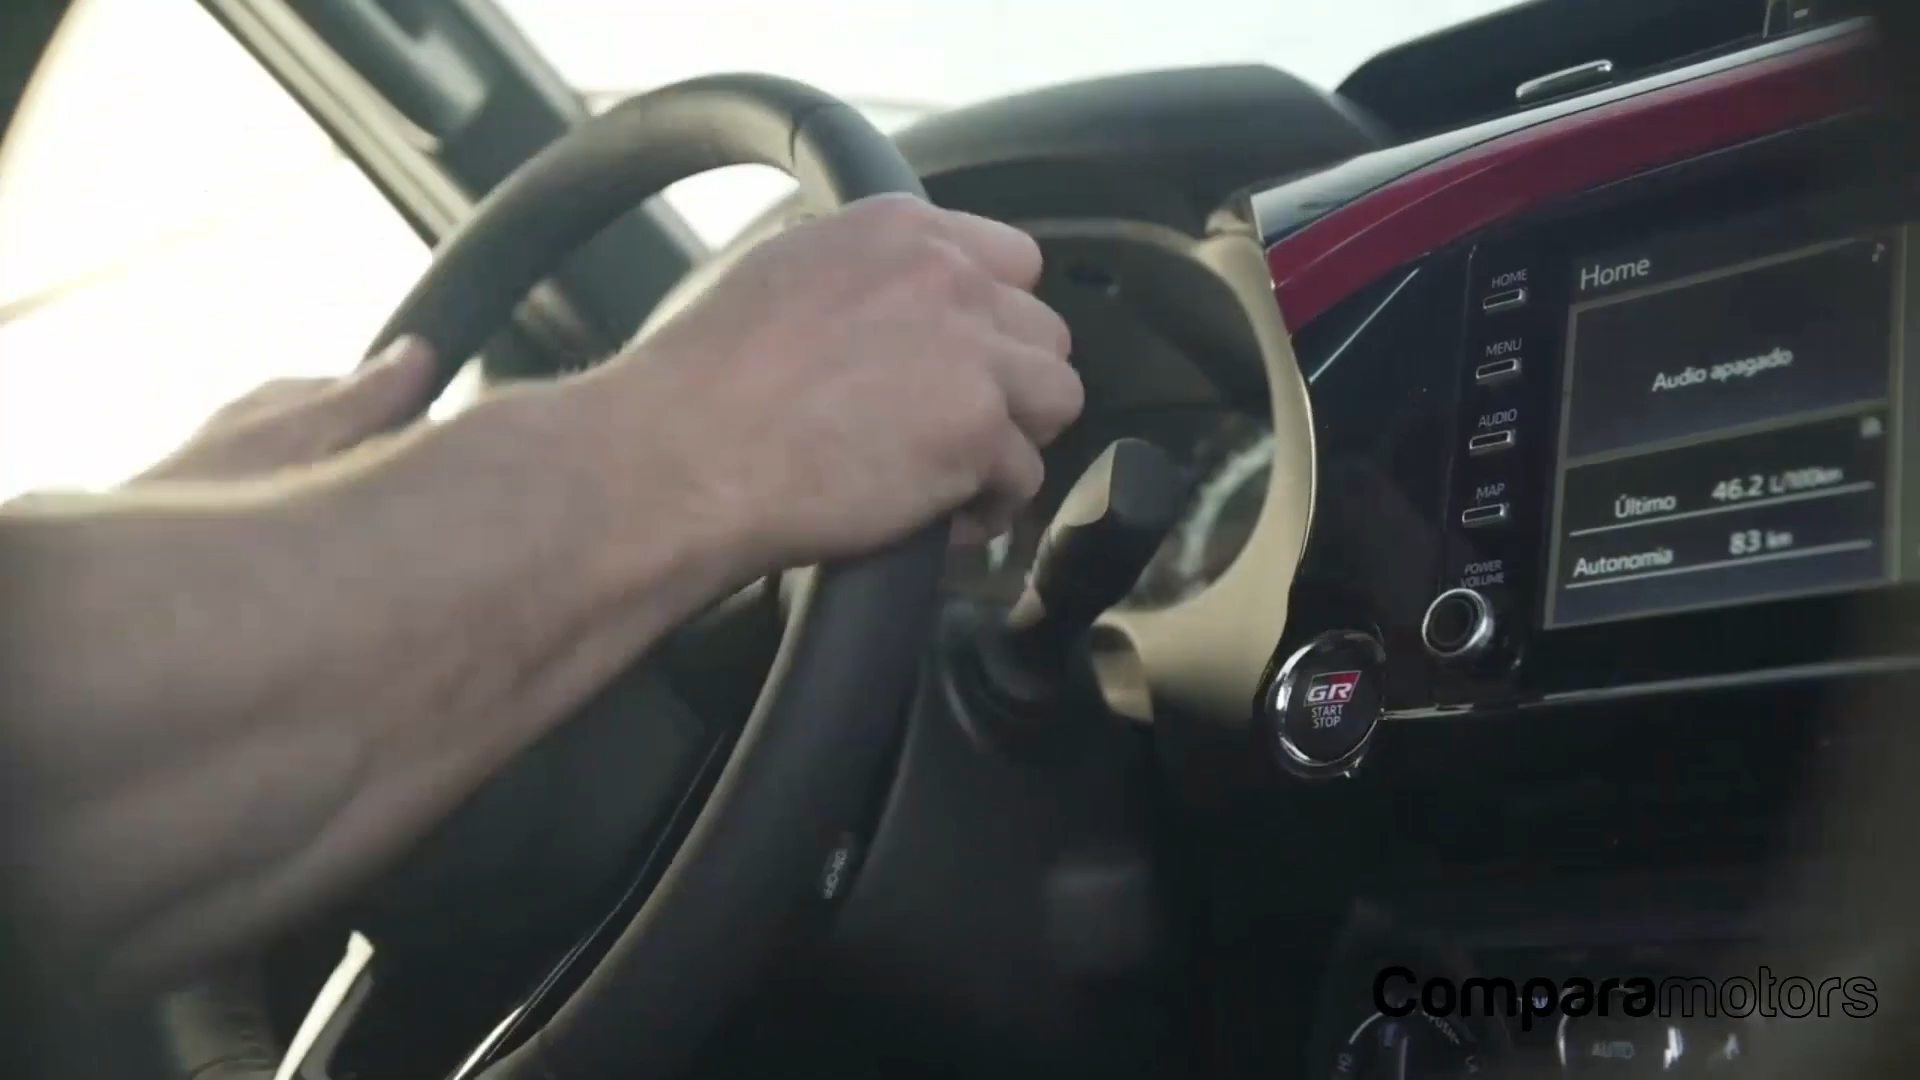 HOME
MENU
AUDIO
MAP
POWER
VOLUME
Home
Audio apagado
Último 46.2 L/100km
Autonomia 83 km
GR
START
STOP
Comparamotors
AUTO